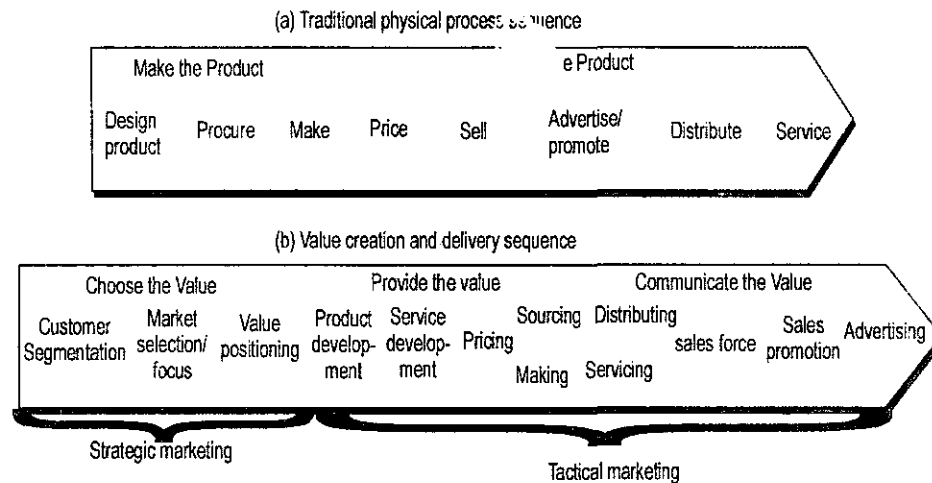 (a) Traditional physical process
Make the Product
e Product
Design product
Procure
Make
Price
Sell
Advertise/ promote
Distribute
Service
(b) Value creation and delivery sequence
Choose the Value
Provide the value
Communicate the Value
Customer Segmentation
Market selection/ focus
Value positioning
Product develop- ment
Service develop- ment
Pricing
Sourcing
Making
Distributing
Servicing
sales force
Sales promotion
Advertising
Strategic marketing
Tactical marketing